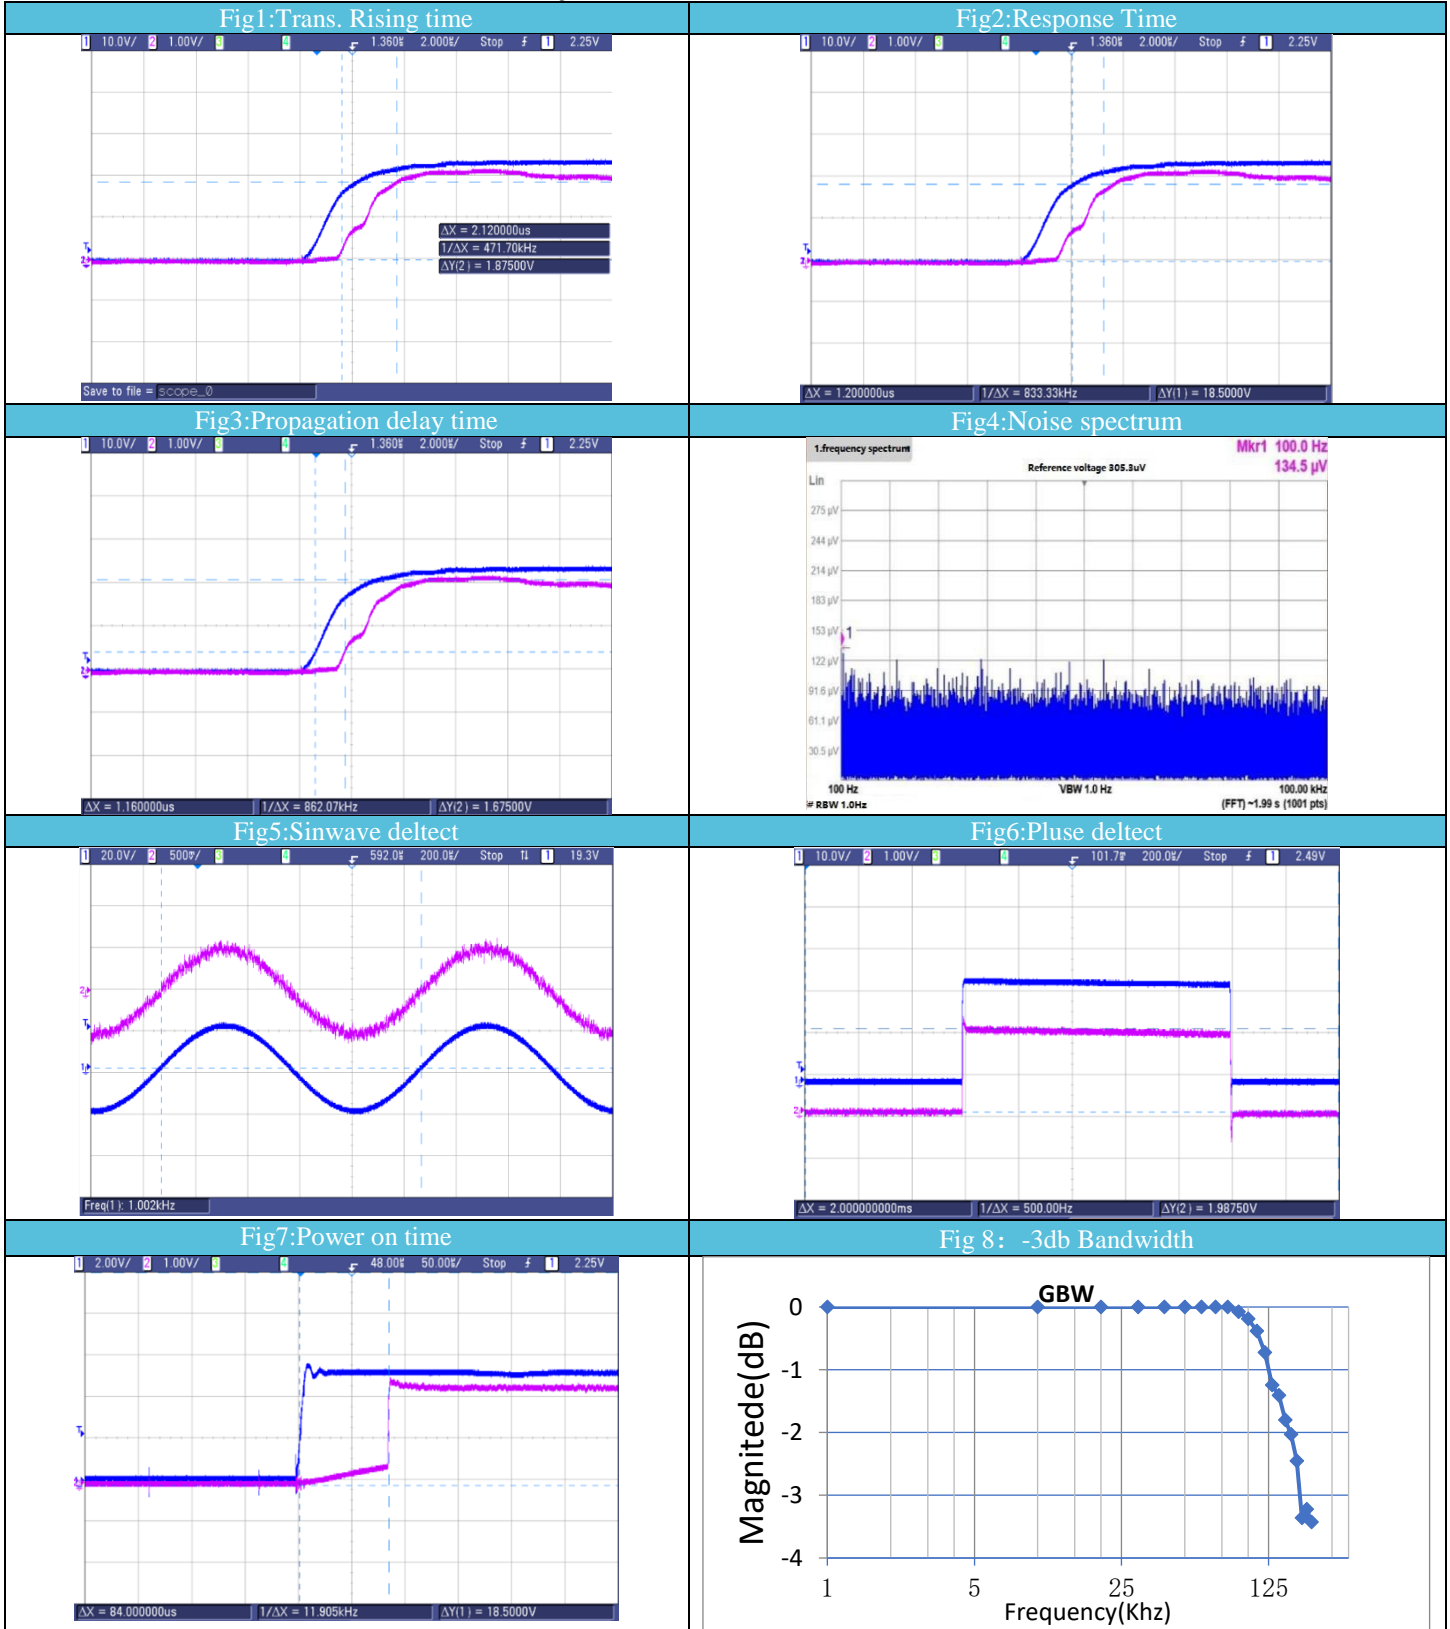 Fig1:Trans. Rising time
1 10.0V/ 2 1.00V/ 3 4 1.360% 2.000%/ Stop 1 2.25V
ΔX = 2.120000us
1/ΔX = 471.70kHz
ΔY(2) = 1.87500V
Save to file = scope_0
Fig2:Response Time
1 10.0V/ 2 1.00V/ 3 4 1.360% 2.000%/ Stop 1 2.25V
ΔX = 1.200000us 1/ΔX = 833.33kHz ΔY(1) = 18.5000V
Fig3:Propagation delay time
1 10.0V/ 2 1.00V/ 3 4 1.360% 2.000%/ Stop 1 2.25V
ΔX = 1.160000us 1/ΔX = 862.07kHz ΔY(2) = 1.67500V
Fig4:Noise spectrum
1.frequency spectrum
Mkr1 100.0 Hz
134.5 µV
Reference voltage 305.3uV
Lin
275 µV
244 µV
214 µV
183 µV
153 µV
1
122 µV
91.6 µV
61.1 µV
30.5 µV
100 Hz VBW 1.0 Hz 100.00 kHz
# RBW 1.0Hz (FFT) ~1.99 s (1001 pts)
Fig5:Sinwave deltect
1 20.0V/ 2 500 3 4 592.0 200.0 Stop 1 19.3V
Freq(1): 1.002kHz
Fig6:Pluse deltect
1 10.0V/ 2 1.00V/ 3 4 101.7 200.0 Stop 1 2.49V
ΔX = 2.000000000ms 1/ΔX = 500.00Hz ΔY(2) = 1.98750V
Fig7:Power on time
1 2.00V/ 2 1.00V/ 3 4 48.00 50.00 Stop 1 2.25V
ΔX = 84.000000us 1/ΔX = 11.905kHz ΔY(1) = 18.5000V
Fig 8: -3db Bandwidth
GBW
Magnitede(dB)
0
-1
-2
-3
-4
1 5 25 125
Frequency(Khz)